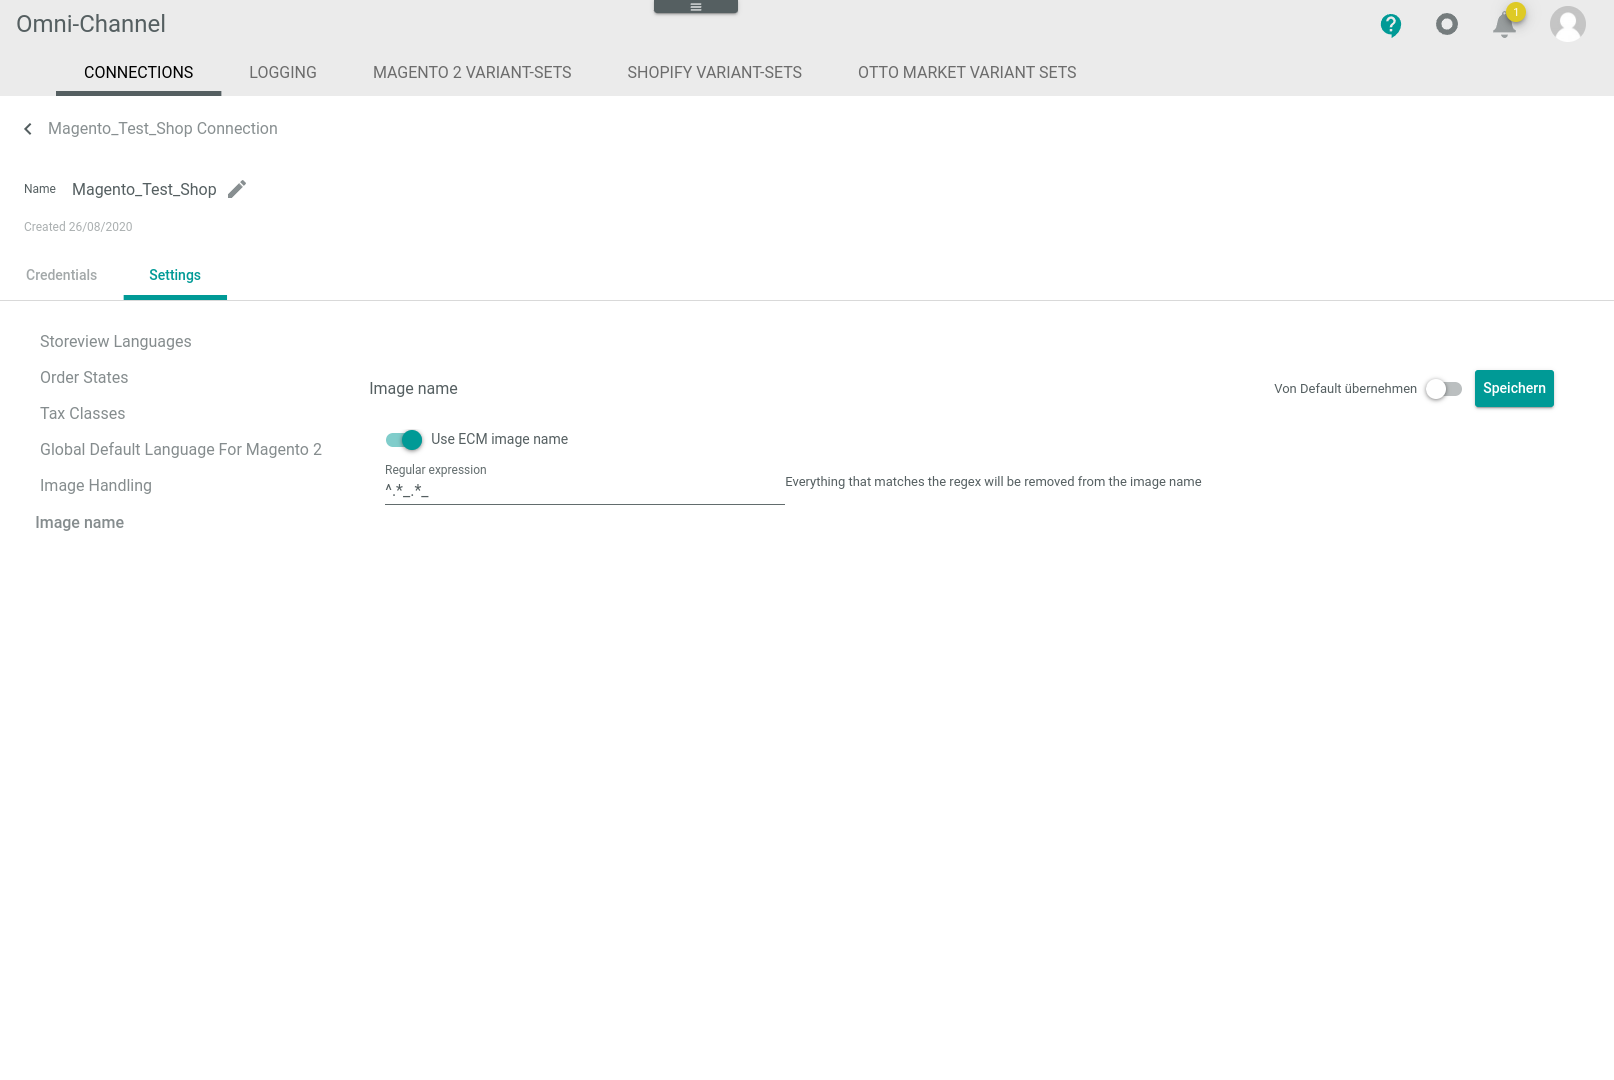 Omni-Channel
1
CONNECTIONS LOGGING MAGENTO 2 VARIANT-SETS SHOPIFY VARIANT-SETS OTTO MARKET VARIANT SETS
Magento_Test_Shop Connection
Name Magento_Test_Shop
Created 26/08/2020
Credentials Settings
Storeview Languages
Order States
Tax Classes
Global Default Language For Magento 2
Image Handling
Image name
Image name
Von Default übernehmen Speichern
Use ECM image name
Regular expression
^.*_.*_
Everything that matches the regex will be removed from the image name